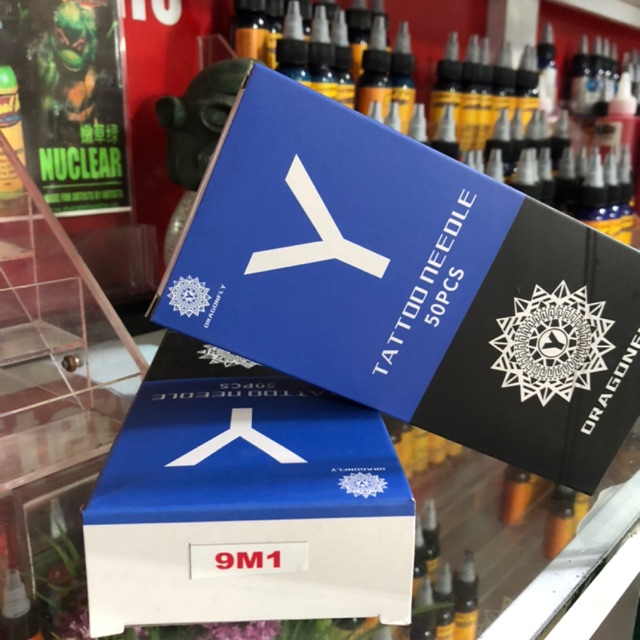 NUCLEAR
Y
TATTOO NEEDLE
50PCS
DRAGONFLY
Y
TATTOO NEEDLE
50PCS
Y
DRAGONFLY
9M1